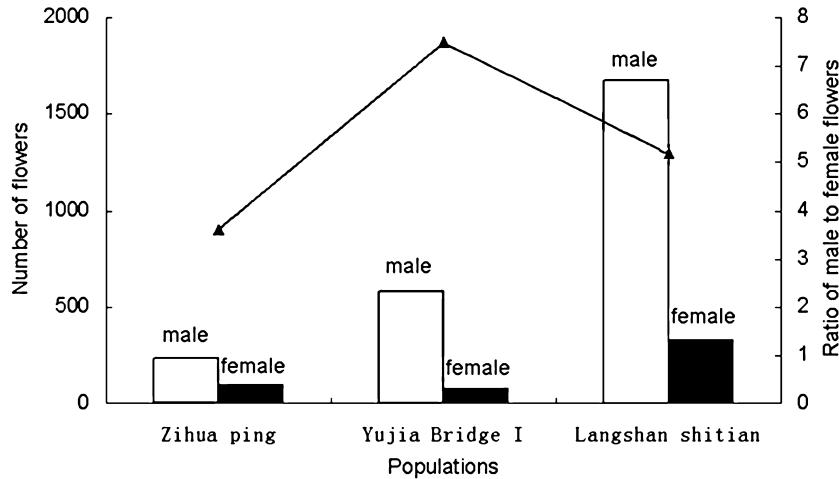 2000
1500
1000
500
0
Number of flowers
8
7
6
5
4
3
2
1
0
Ratio of male to female flowers
male
female
male
female
male
female
Zihua ping
Yujia Bridge I
Langshan shitian
Populations